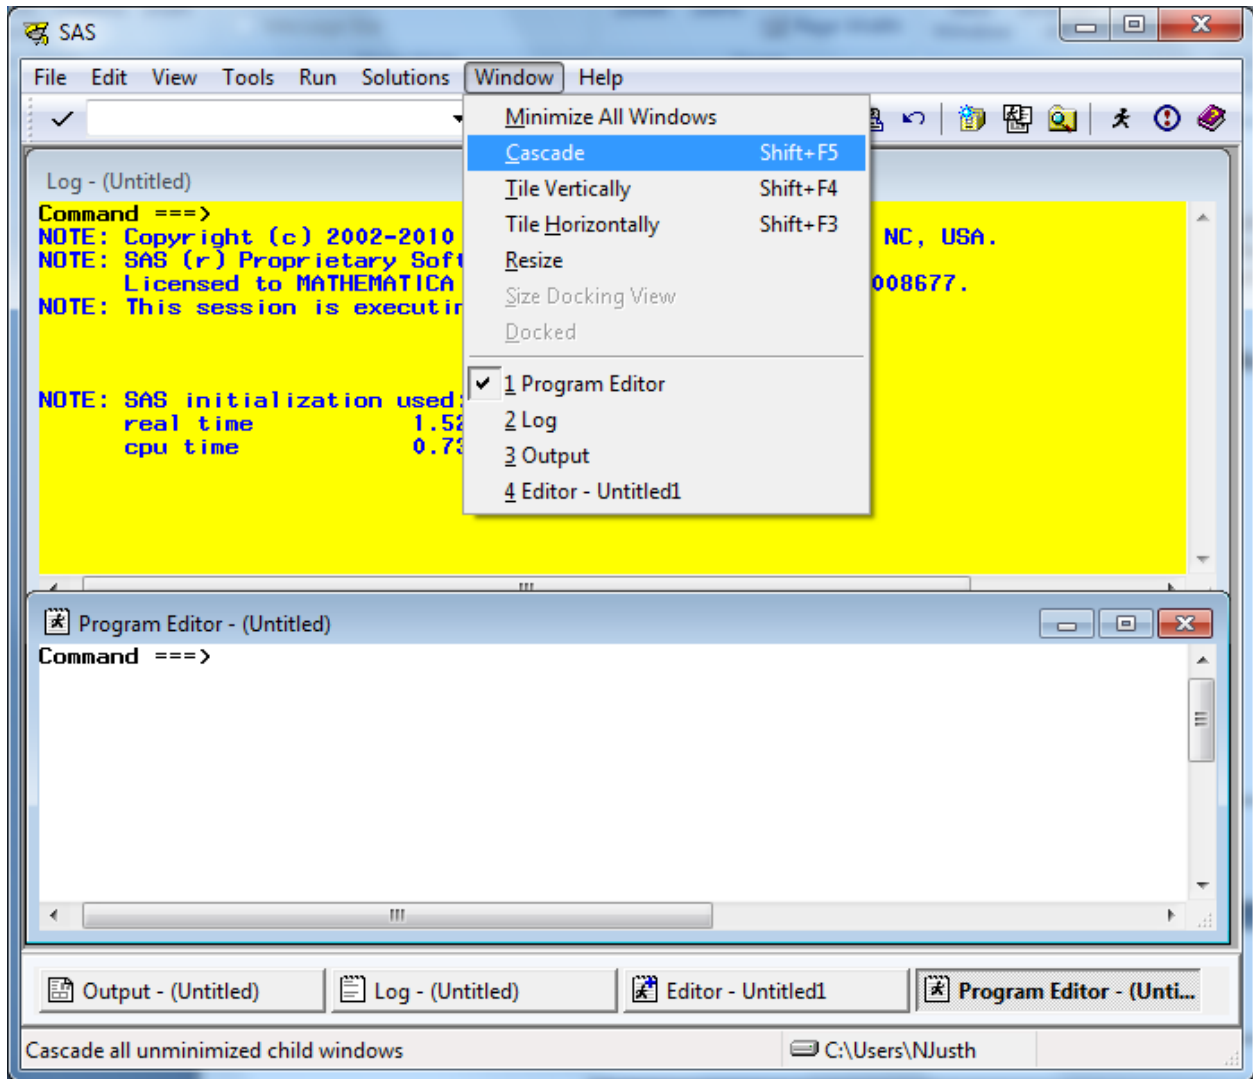 SAS
File Edit View Tools Run Solutions Window Help
Minimize All Windows
Cascade Shift+F5
Tile Vertically Shift+F4
Tile Horizontally Shift+F3
Resize
Size Docking View
Docked
1 Program Editor
2 Log
3 Output
4 Editor - Untitled1
Log - (Untitled)
Command ===>
NOTE: Copyright (c) 2002-2010 NC, USA.
NOTE: SAS (r) Proprietary
Licensed to MATHEMATICA 008677.
NOTE: This session is
NOTE: SAS initialization used:
real time 1.52
cpu time
Program Editor - (Untitled)
Command ===>
Output - (Untitled) Log - (Untitled) Editor - Untitled1 Program Editor - (Unti...
Cascade all unminimized child windows C:\Users\NJusth